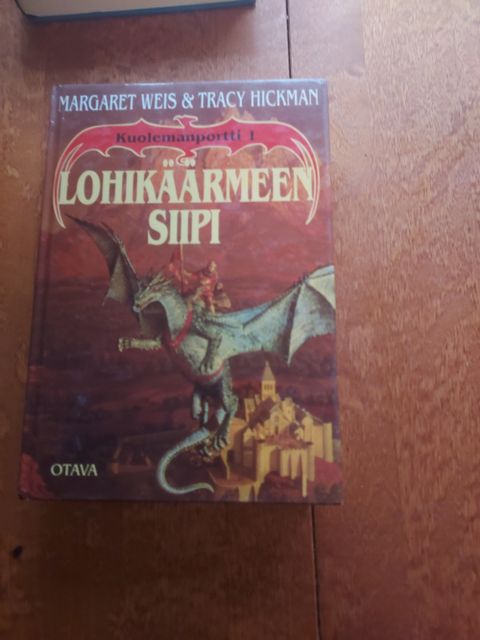 MARGARET WEIS & TRACY HICKMAN
Kuolemanportti 1
LOHIKÄÄRMEEN
SIIPI
OTAVA